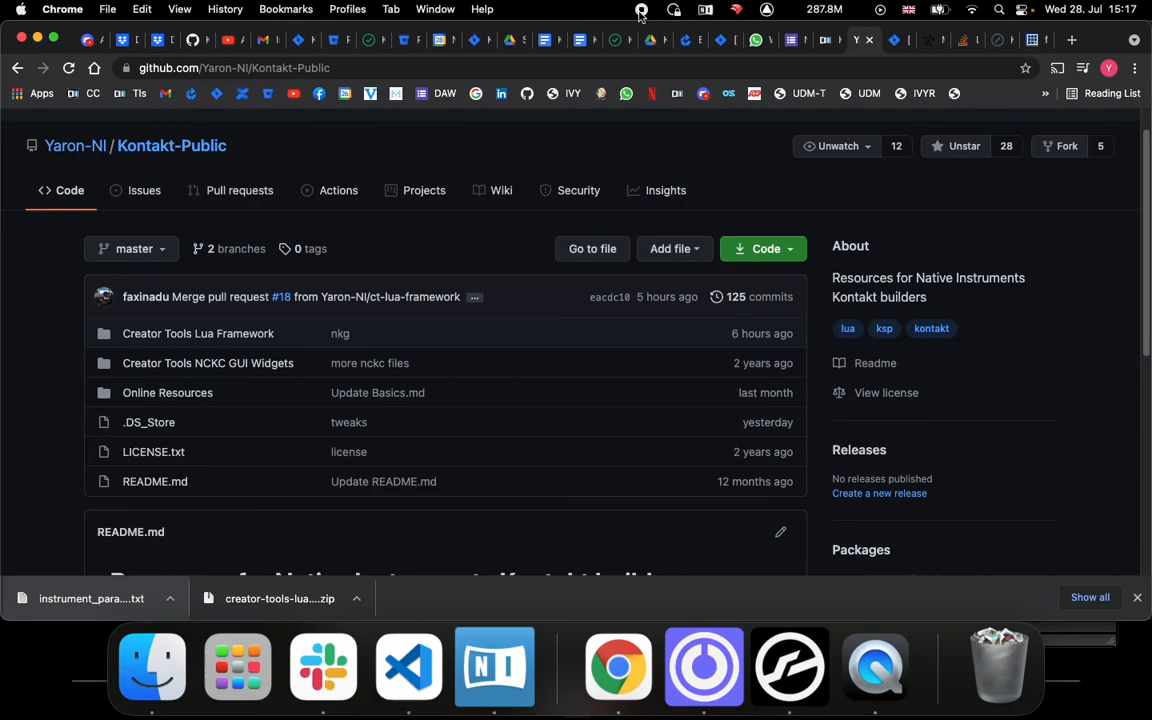 Chrome File Edit View History Bookmarks Profiles Tab Window Help 287.8M Wed 28. Jul 15:17
github.com/Yaron-NI/Kontakt-Public Y
Apps CC TIs DAW IVY UDM-T UDM IVYR » Reading List
Yaron-NI / Kontakt-Public Unwatch 12 Unstar 28 Fork 5
Code Issues Pull requests Actions Projects Wiki Security Insights
master 2 branches 0 tags Go to file Add file Code
faxinadu Merge pull request #18 from Yaron-NI/ct-lua-framework ... eacdc10 5 hours ago 125 commits
Creator Tools Lua Framework nkg 6 hours ago
Creator Tools NCKC GUI Widgets more nckc files 2 years ago
Online Resources Update Basics.md last month
.DS_Store tweaks yesterday
LICENSE.txt license 2 years ago
README.md Update README.md 12 months ago
README.md
About
Resources for Native Instruments
Kontakt builders
lua ksp kontakt
Readme
View license
Releases
No releases published
Create a new release
Packages
instrument_para....txt creator-tools-lua....zip Show all
NI